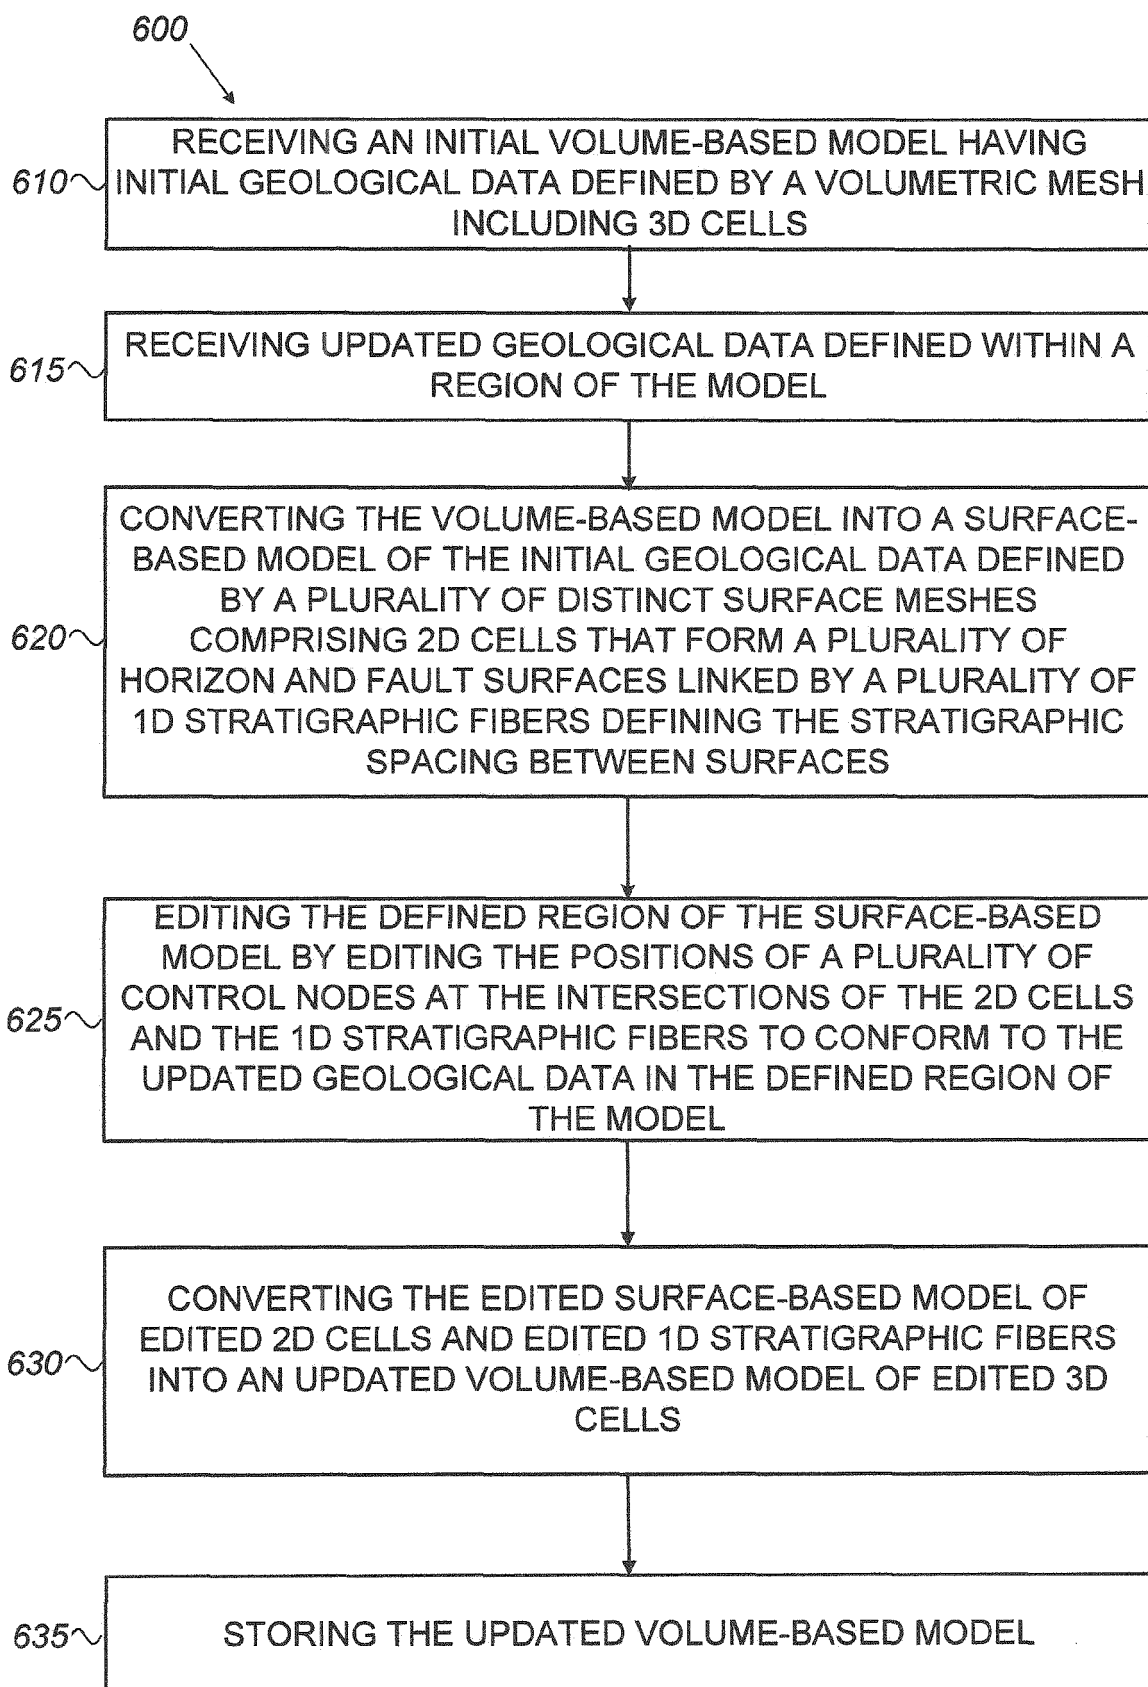 600
610
RECEIVING AN INITIAL VOLUME-BASED MODEL HAVING
INITIAL GEOLOGICAL DATA DEFINED BY A VOLUMETRIC MESH
INCLUDING 3D CELLS
615
RECEIVING UPDATED GEOLOGICAL DATA DEFINED WITHIN A
REGION OF THE MODEL
620
CONVERTING THE VOLUME-BASED MODEL INTO A SURFACE-
BASED MODEL OF THE INITIAL GEOLOGICAL DATA DEFINED
BY A PLURALITY OF DISTINCT SURFACE MESHES
COMPRISING 2D CELLS THAT FORM A PLURALITY OF
HORIZON AND FAULT SURFACES LINKED BY A PLURALITY OF
1D STRATIGRAPHIC FIBERS DEFINING THE STRATIGRAPHIC
SPACING BETWEEN SURFACES
625
EDITING THE DEFINED REGION OF THE SURFACE-BASED
MODEL BY EDITING THE POSITIONS OF A PLURALITY OF
CONTROL NODES AT THE INTERSECTIONS OF THE 2D CELLS
AND THE 1D STRATIGRAPHIC FIBERS TO CONFORM TO THE
UPDATED GEOLOGICAL DATA IN THE DEFINED REGION OF
THE MODEL
630
CONVERTING THE EDITED SURFACE-BASED MODEL OF
EDITED 2D CELLS AND EDITED 1D STRATIGRAPHIC FIBERS
INTO AN UPDATED VOLUME-BASED MODEL OF EDITED 3D
CELLS
635
STORING THE UPDATED VOLUME-BASED MODEL